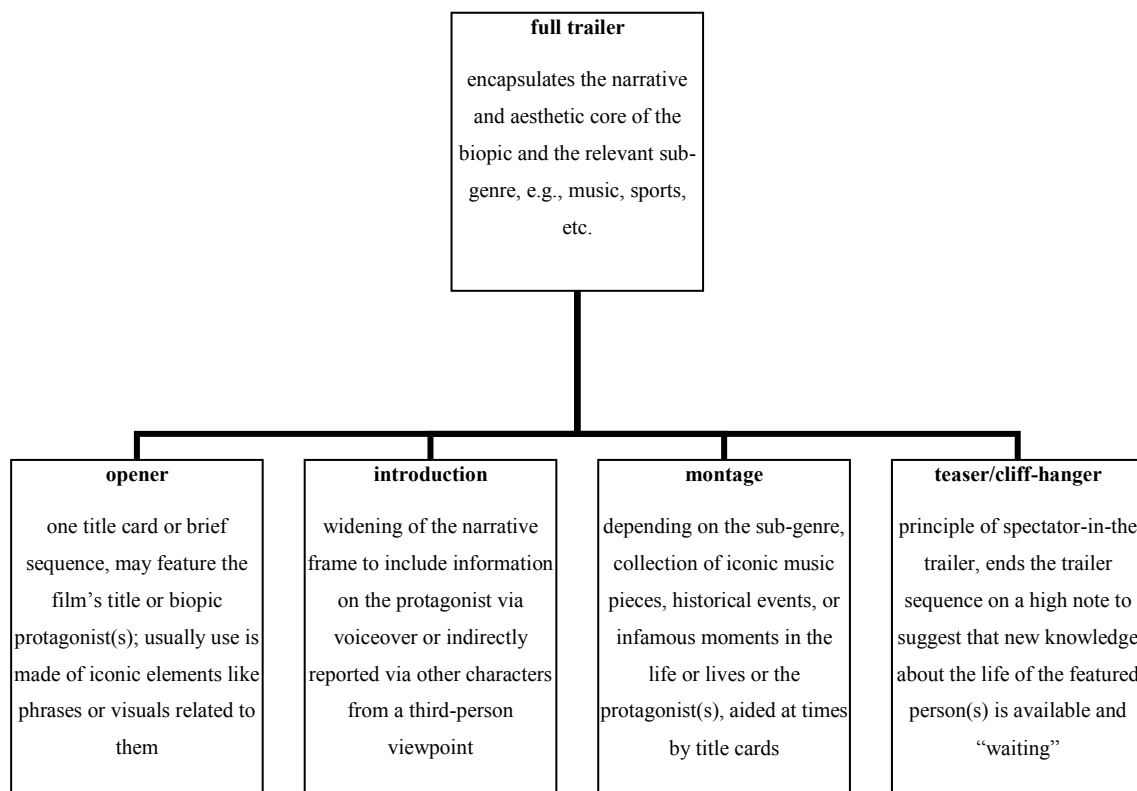 full trailer
encapsulates the narrative
and aesthetic core of the
biopic and the relevant sub-
genre, e.g., music, sports,
etc.
opener
one title card or brief
sequence, may feature the
film’s title or biopic
protagonist(s); usually use is
made of iconic elements like
phrases or visuals related to
them
introduction
widening of the narrative
frame to include information
on the protagonist via
voiceover or indirectly
reported via other characters
from a third-person
viewpoint
montage
depending on the sub-genre,
collection of iconic music
pieces, historical events, or
infamous moments in the
life or lives or the
protagonist(s), aided at times
by title cards
teaser/cliff-hanger
principle of spectator-in-the
trailer, ends the trailer
sequence on a high note to
suggest that new knowledge
about the life of the featured
person(s) is available and
“waiting”